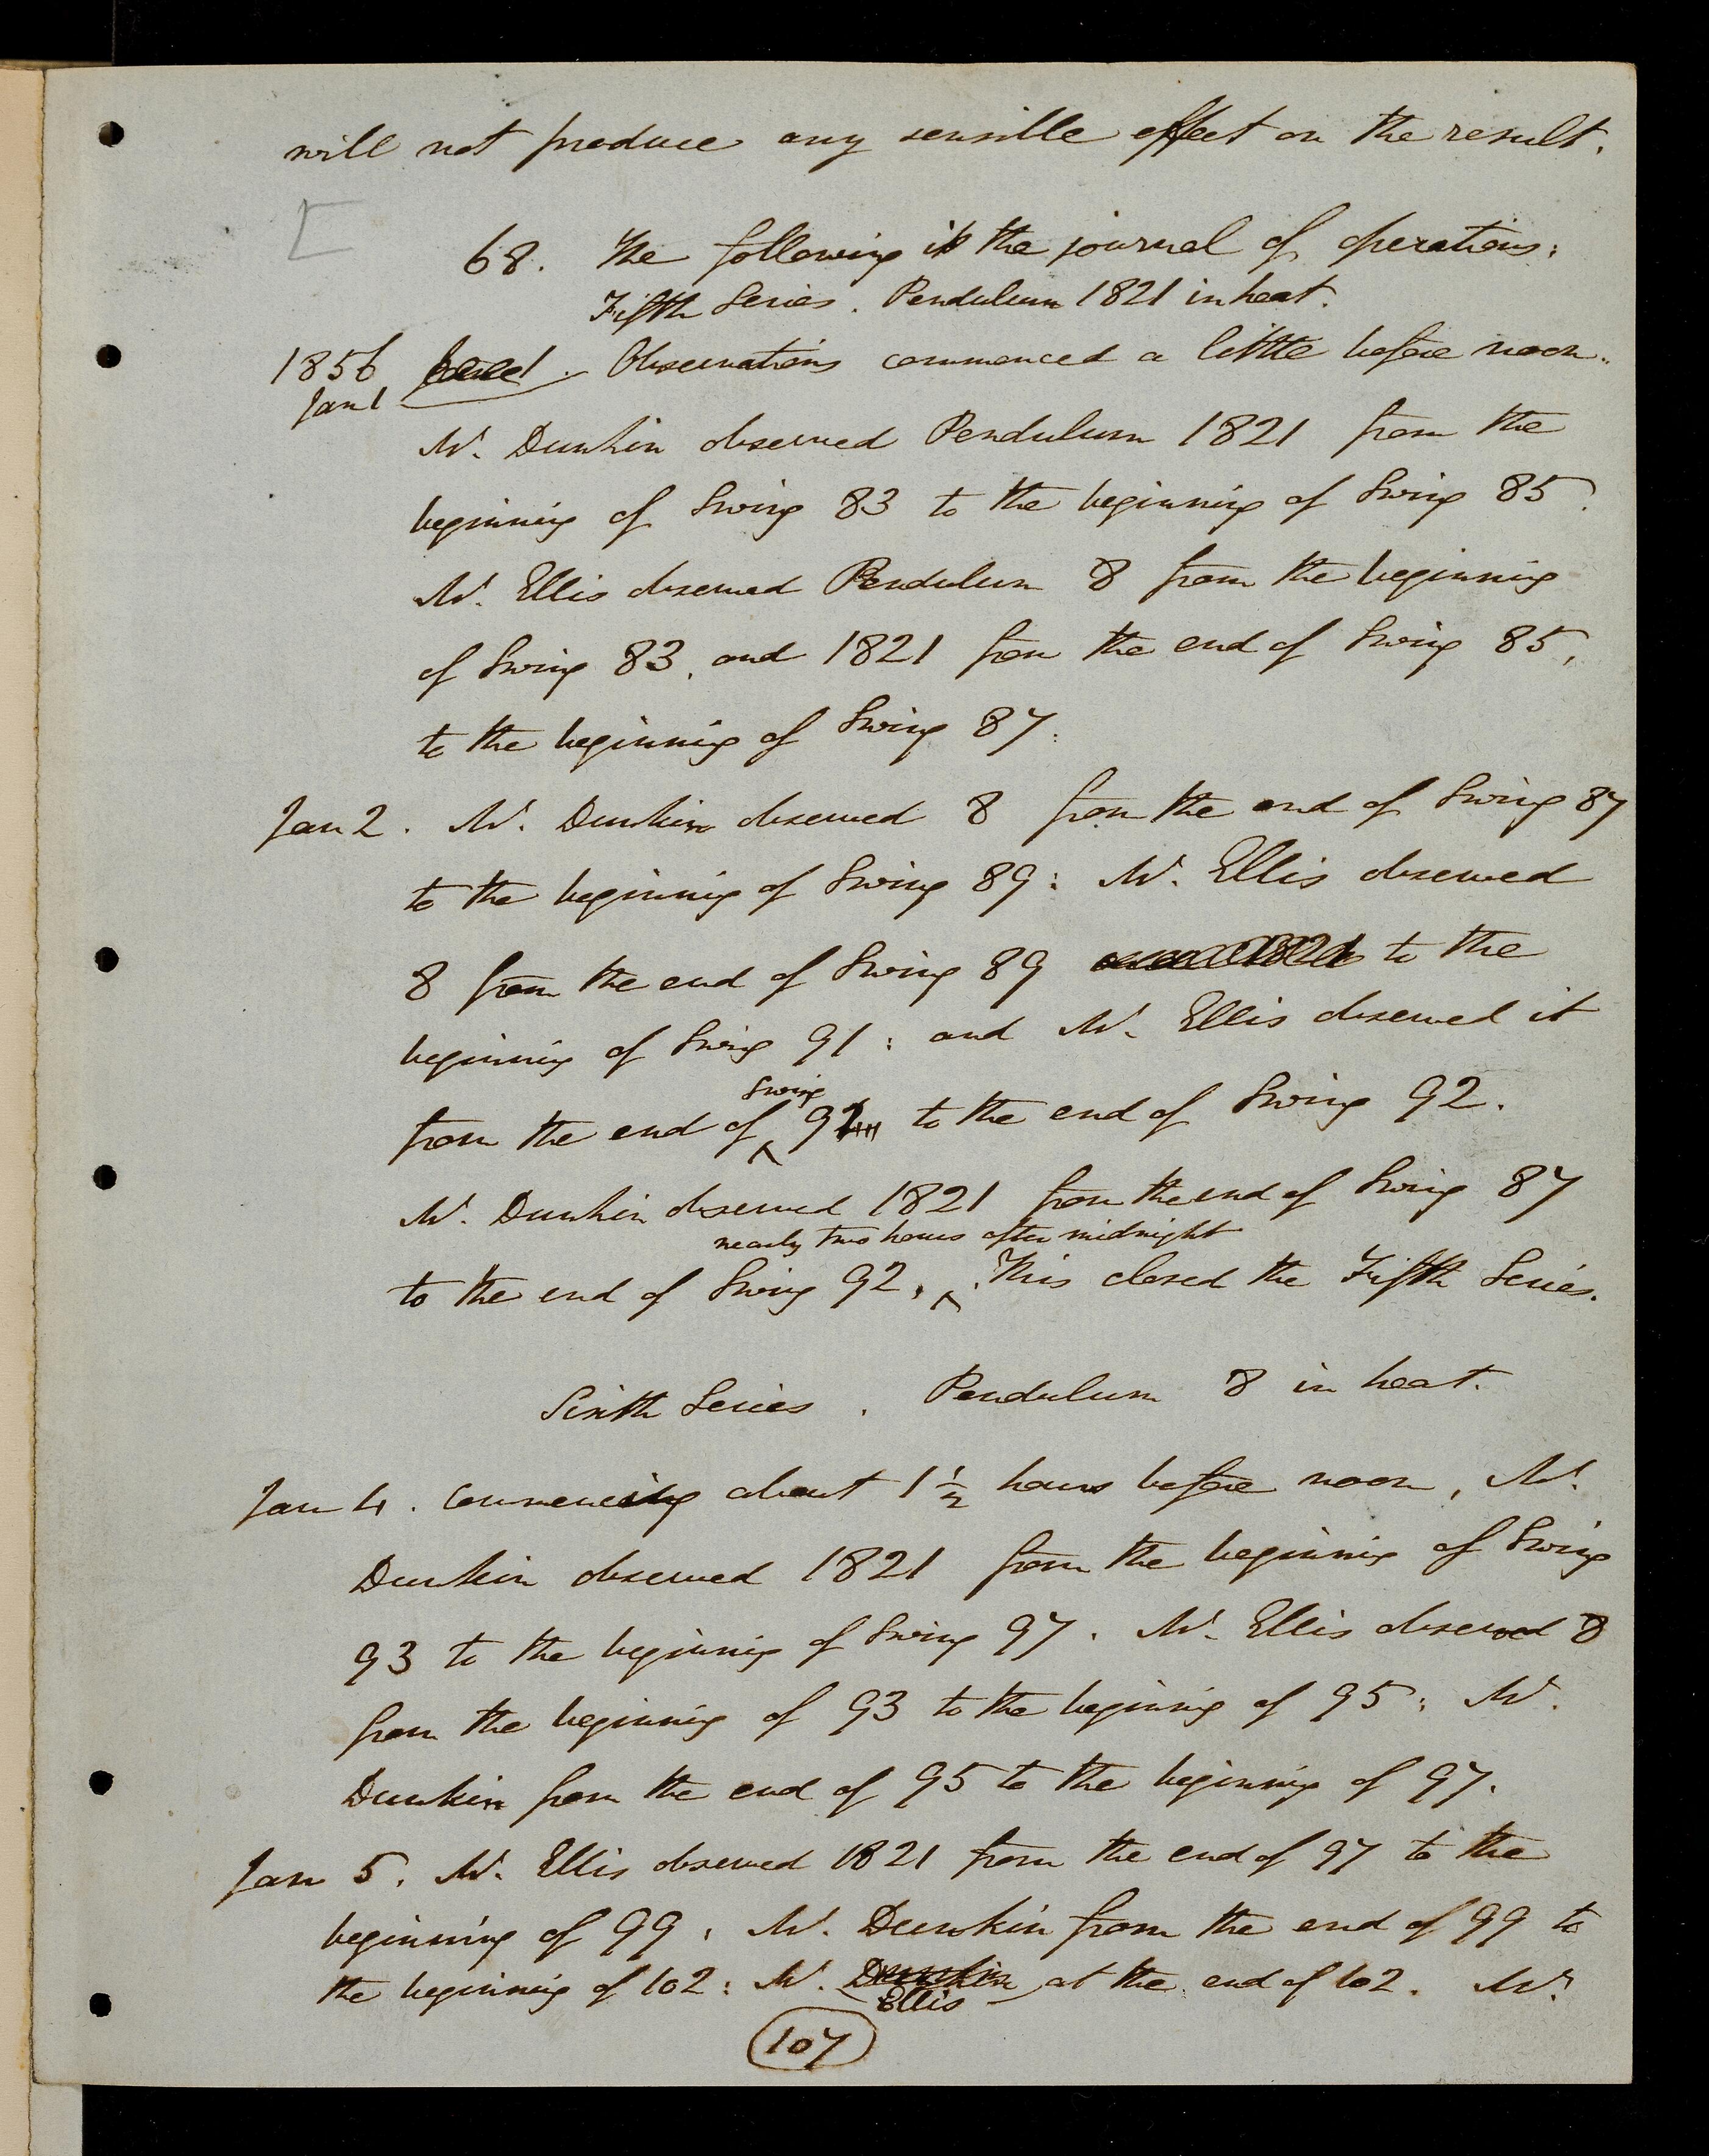 will not produce any sensible effect on the result.
68. The following is the journal of operations:
Fifth Series. Pendulum 1821 in heat.
1856 Observations commenced a little before noon.
Jan 1
Mr. Dunkin observed Pendulum 1821 from the
beginning of Swing 83 to the beginning of Swing 85.
Mr. Ellis observed Pendulum 8 from the beginning
of Swing 83, and 1821 from the end of Swing 85,
to the beginning of Swing 87.
Jan 2. Mr. Dunkin observed 8 from the end of Swing 87
to the beginning of Swing 89: Mr. Ellis observed
8 from the end of Swing 89 to the
beginning of Swing 91: and Mr. Ellis observed it
from the end of Swing 91 to the end of Swing 92.
Mr. Dunkin observed 1821 from the end of Swing 87
nearly two hours after midnight
to the end of Swing 92. This closed the Fifth Series.
Sixth Series. Pendulum 8 in heat.
Jan 4. Commencing about 1 1/2 hours before noon, Mr.
Dunkin observed 1821 from the beginning of Swing
93 to the beginning of Swing 97. Mr. Ellis observed 8
from the beginning of 93 to the beginning of 95: Mr.
Dunkin from the end of 95 to the beginning of 97.
Jan 5. Mr. Ellis observed 1821 from the end of 97 to the
beginning of 99, Mr. Dunkin from the end of 99 to
the beginning of 102: Mr. Dunkin at the end of 102. Mr.
Ellis
107